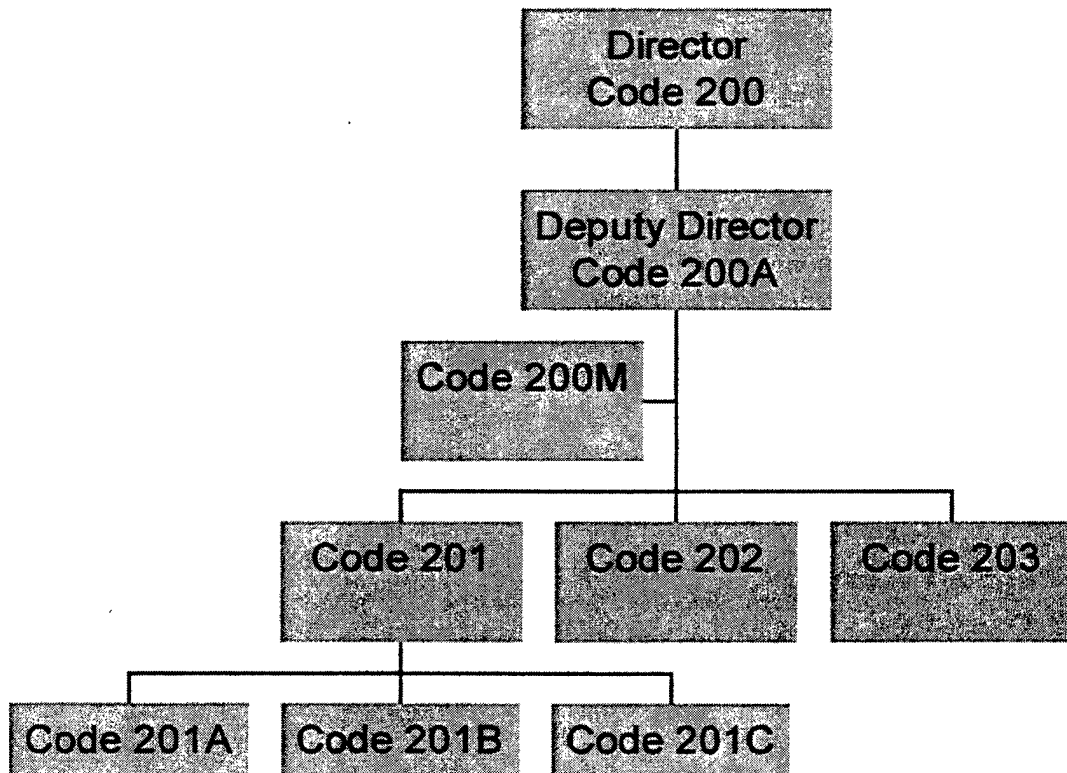 Director
Code 200
Deputy Director
Code 200A
Code 200M
Code 201
Code 202
Code 203
Code 201A
Code 201B
Code 201C